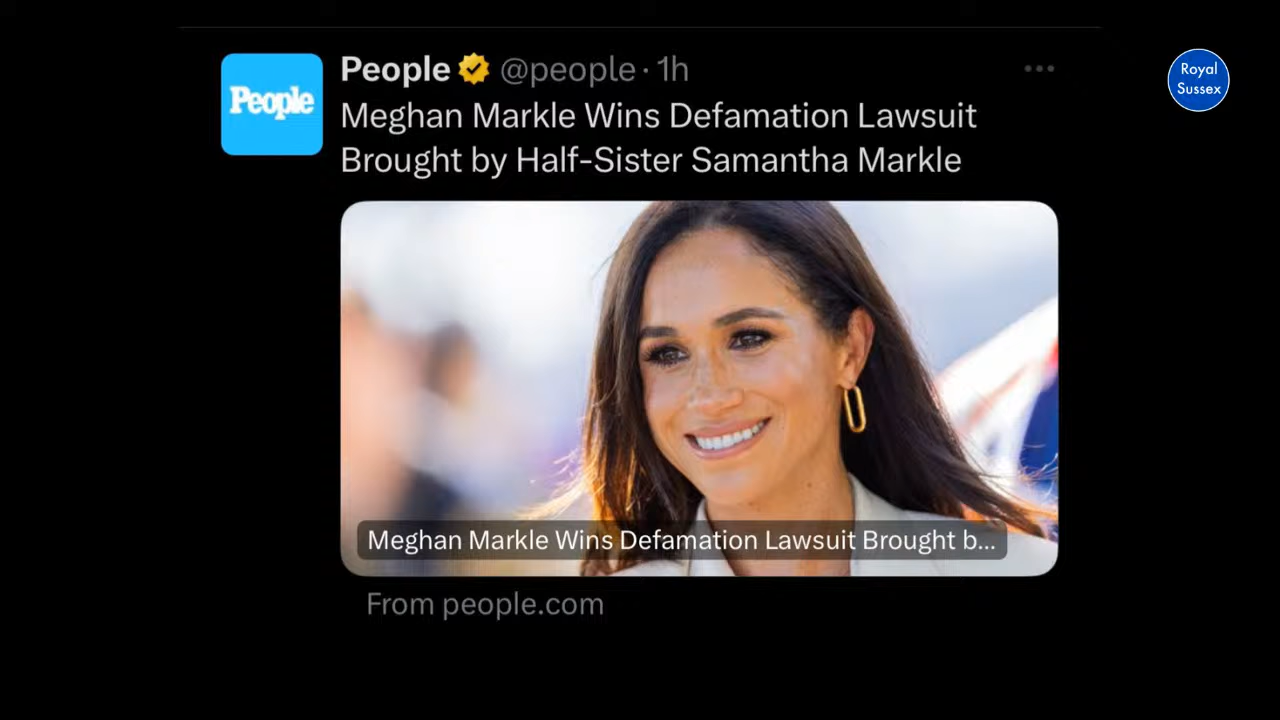 People @people · 1h
People
Meghan Markle Wins Defamation Lawsuit
Brought by Half-Sister Samantha Markle
Meghan Markle Wins Defamation Lawsuit Brought b...
From people.com
Royal
Sussex